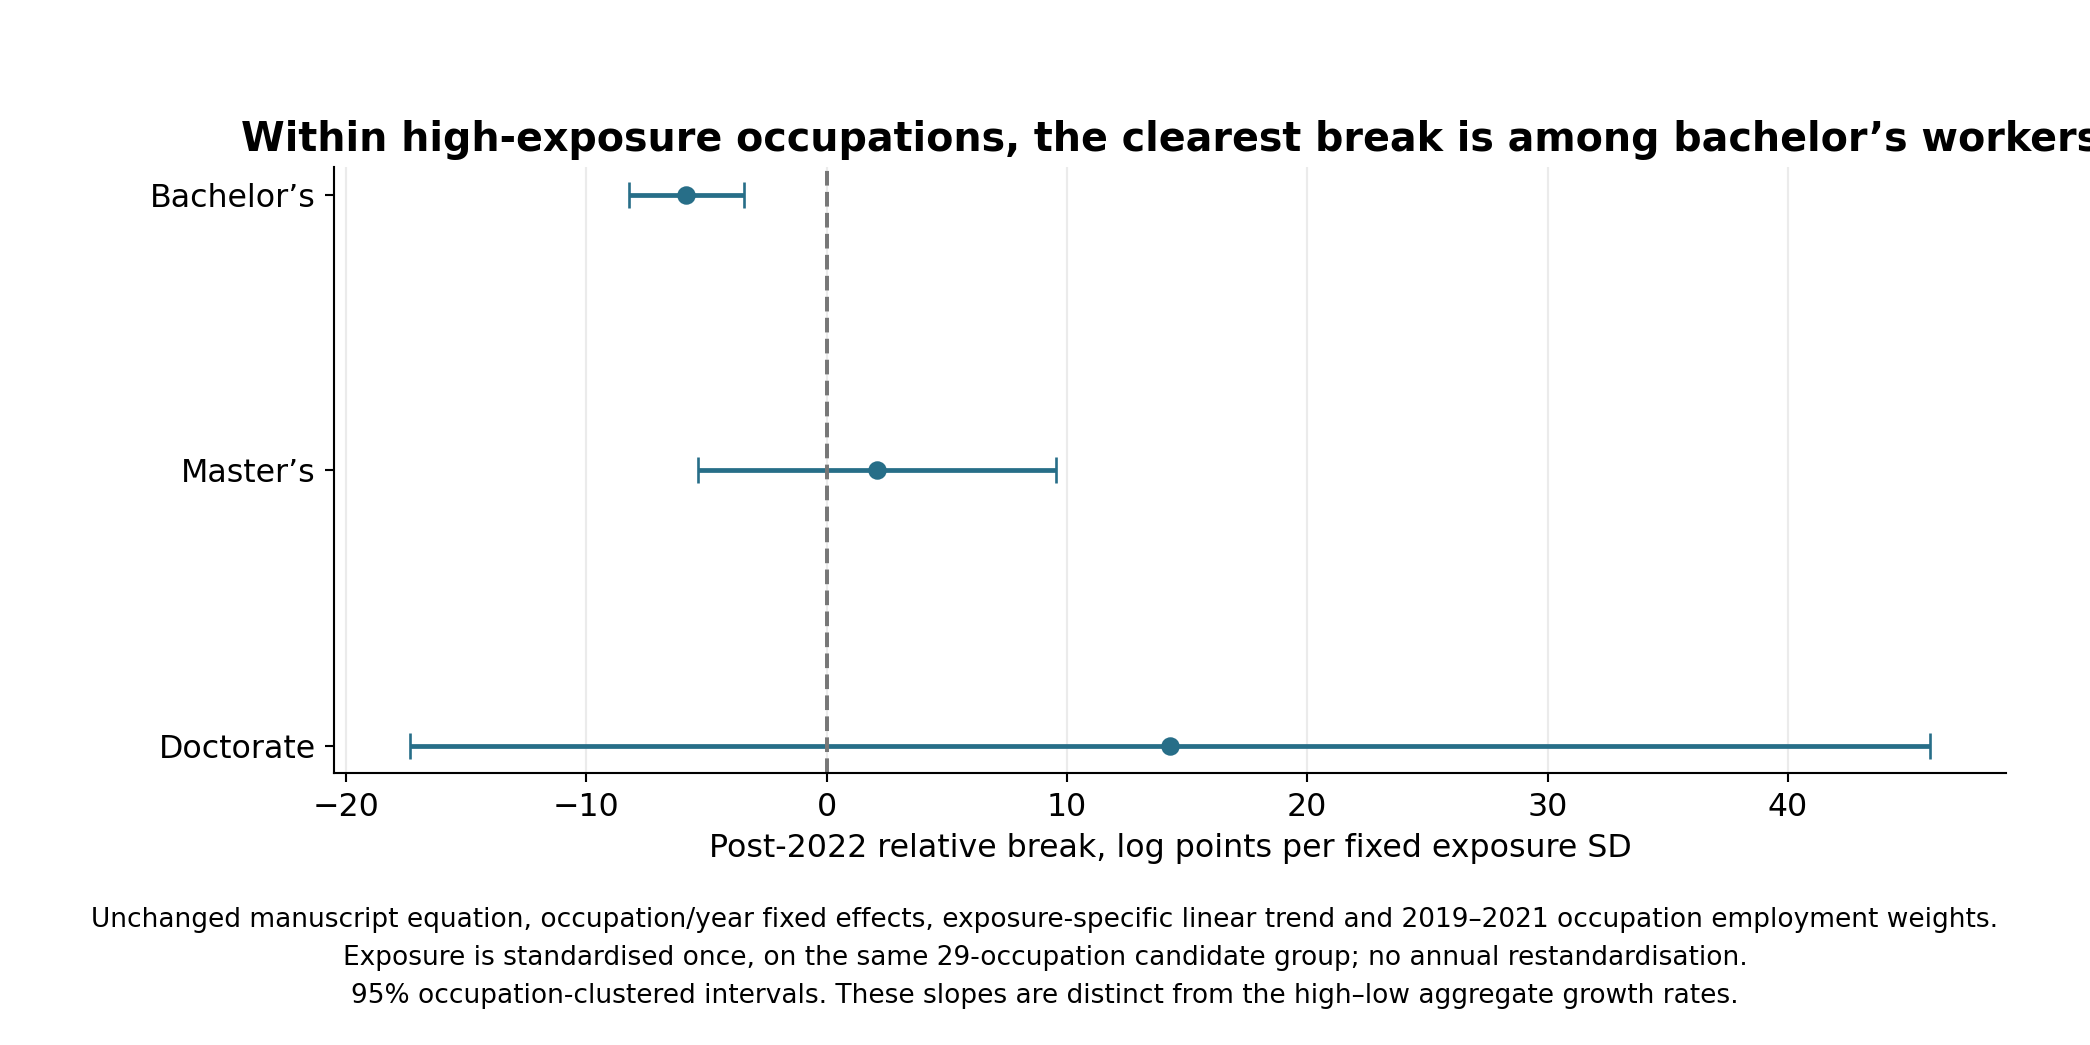 Within high-exposure occupations, the clearest break is among bachelor’s workers
Bachelor’s
Master’s
Doctorate
−20 −10 0 10 20 30 40
Post-2022 relative break, log points per fixed exposure SD
Unchanged manuscript equation, occupation/year fixed effects, exposure-specific linear trend and 2019–2021 occupation employment weights.
Exposure is standardised once, on the same 29-occupation candidate group; no annual restandardisation.
95% occupation-clustered intervals. These slopes are distinct from the high–low aggregate growth rates.